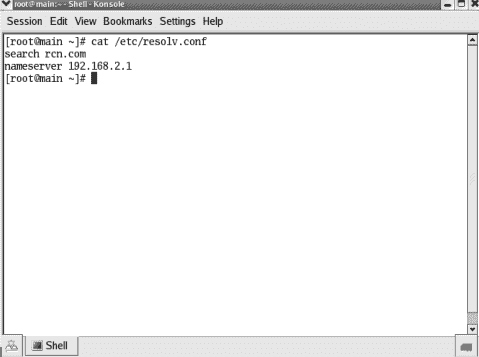 root@main:~ - Shell - Konsole
Session Edit View Bookmarks Settings Help
[root@main ~]# cat /etc/resolv.conf
search rcn.com
nameserver 192.168.2.1
[root@main ~]#
Shell